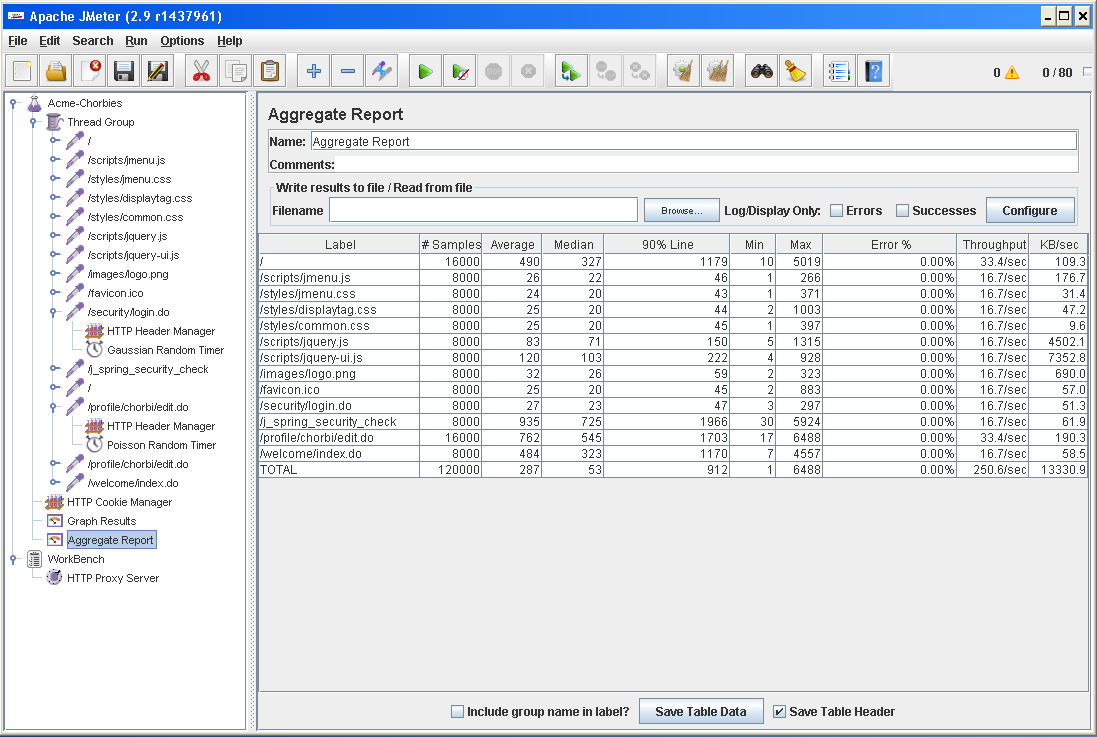 Apache JMeter (2.9 r1437961)
File Edit Search Run Options Help
0 0 / 80
Acme-Chorbies
Thread Group
/
/scripts/jmenu.js
/styles/jmenu.css
/styles/displaytag.css
/styles/common.css
/scripts/jquery.js
/scripts/jquery-ui.js
/images/logo.png
/favicon.ico
/security/login.do
HTTP Header Manager
Gaussian Random Timer
/j_spring_security_check
/
/profile/chorbi/edit.do
HTTP Header Manager
Poisson Random Timer
/profile/chorbi/edit.do
/welcome/index.do
HTTP Cookie Manager
Graph Results
Aggregate Report
WorkBench
HTTP Proxy Server
Aggregate Report
Name: Aggregate Report
Comments:
Write results to file / Read from file
Filename Browse... Log/Display Only: Errors Successes Configure
Label # Samples Average Median 90% Line Min Max Error % Throughput KB/sec
/ 16000 490 327 1179 10 5019 0.00% 33.4/sec 109.3
/scripts/jmenu.js 8000 26 22 46 1 266 0.00% 16.7/sec 176.7
/styles/jmenu.css 8000 24 20 43 1 371 0.00% 16.7/sec 31.4
/styles/displaytag.css 8000 25 20 44 2 1003 0.00% 16.7/sec 47.2
/styles/common.css 8000 25 20 45 1 397 0.00% 16.7/sec 9.6
/scripts/jquery.js 8000 83 71 150 5 1315 0.00% 16.7/sec 4502.1
/scripts/jquery-ui.js 8000 120 103 222 4 928 0.00% 16.7/sec 7352.8
/images/logo.png 8000 32 26 59 2 323 0.00% 16.7/sec 690.0
/favicon.ico 8000 25 20 45 2 883 0.00% 16.7/sec 57.0
/security/login.do 8000 27 23 47 3 297 0.00% 16.7/sec 51.3
/j_spring_security_check 8000 935 725 1966 30 5924 0.00% 16.7/sec 61.9
/profile/chorbi/edit.do 16000 762 545 1703 17 6488 0.00% 33.4/sec 190.3
/welcome/index.do 8000 484 323 1170 7 4557 0.00% 16.7/sec 58.5
TOTAL 120000 287 53 912 1 6488 0.00% 250.6/sec 13330.9
Include group name in label? Save Table Data Save Table Header